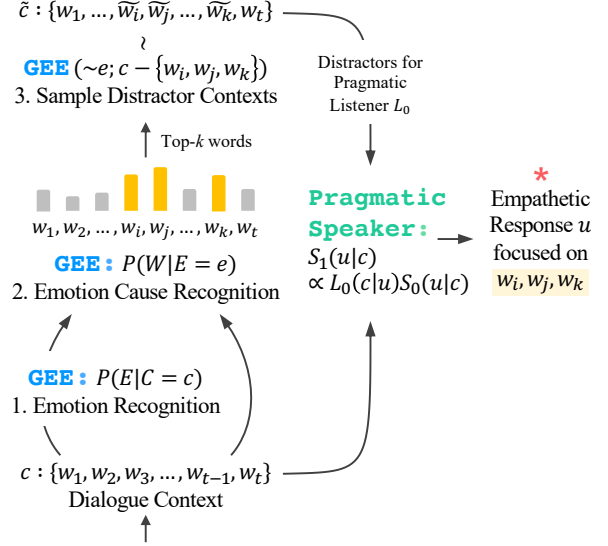 c̃ : {w₁, … , w̃ᵢ, w̃ⱼ, … , w̃ₖ, wₜ}
~
GEE (~e; c − {wᵢ, wⱼ, wₖ})
3. Sample Distractor Contexts
Distractors for
Pragmatic
Listener L₀
Top-k words
w₁, w₂, … , wᵢ, wⱼ, … , wₖ, wₜ
GEE : P(W|E = e)
2. Emotion Cause Recognition
Pragmatic
Speaker:
S₁(u|c)
∝ L₀(c|u)S₀(u|c)
*
Empathetic
Response u
focused on
wᵢ, wⱼ, wₖ
GEE : P(E|C = c)
1. Emotion Recognition
c : {w₁, w₂, w₃, … , wₜ₋₁, wₜ}
Dialogue Context